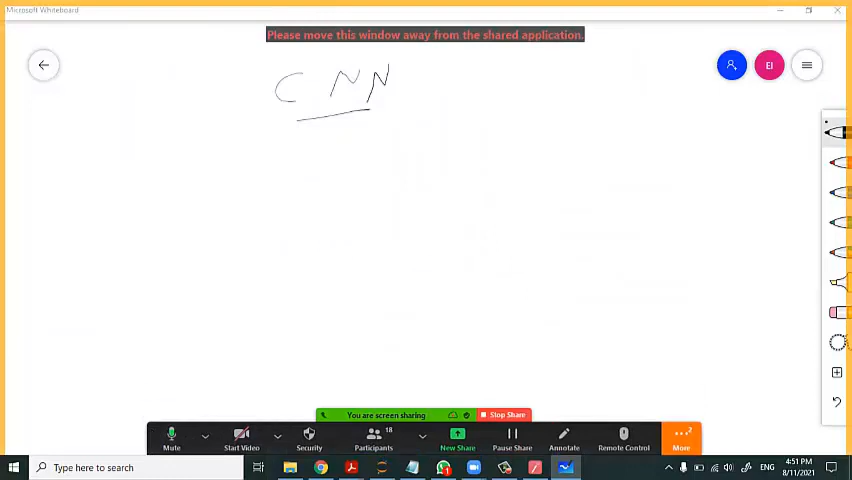 Microsoft Whiteboard
Please move this window away from the shared application.
EI
C N N
You are screen sharing Stop Share
18 2
Mute Start Video Security Participants New Share Pause Share Annotate Remote Control More
Type here to search
ENG
4:51 PM
8/11/2021